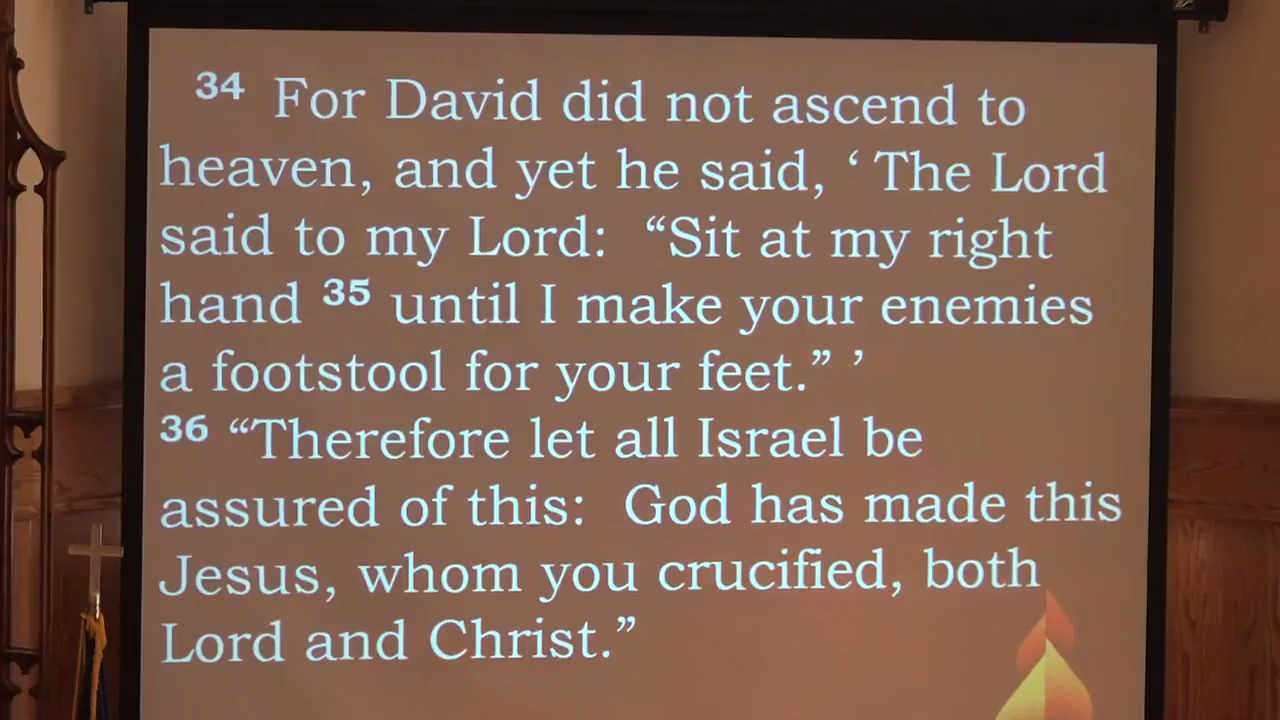 34 For David did not ascend to
heaven, and yet he said, ‘ The Lord
said to my Lord: “Sit at my right
hand 35 until I make your enemies
a footstool for your feet.” ’
36 “Therefore let all Israel be
assured of this: God has made this
Jesus, whom you crucified, both
Lord and Christ.”